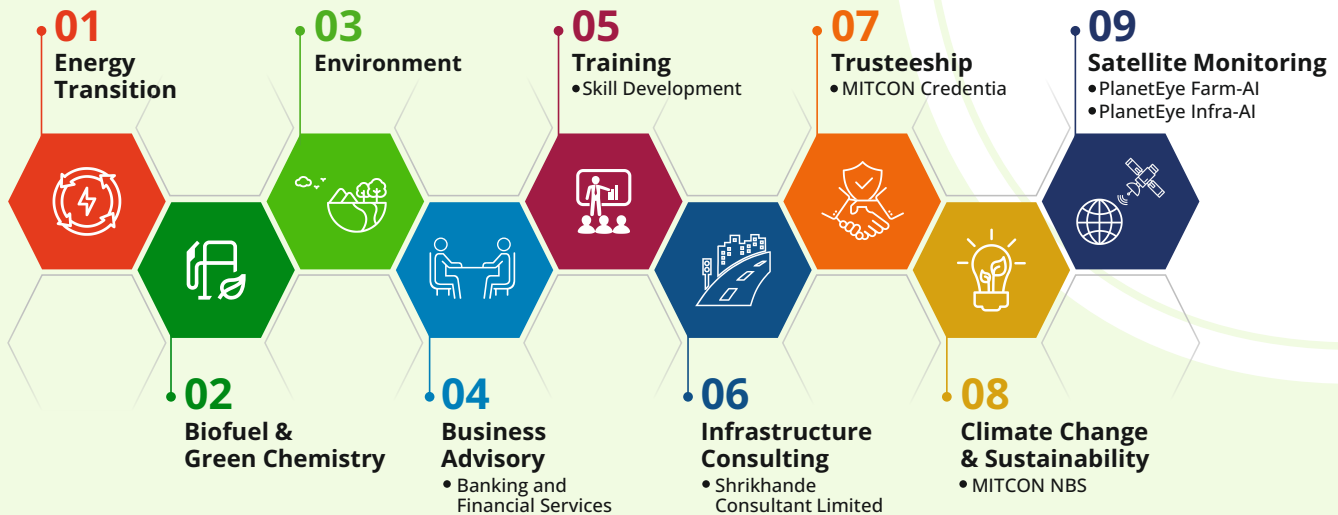 01
Energy
Transition
02
Biofuel &
Green Chemistry
03
Environment
04
Business
Advisory
• Banking and
Financial Services
05
Training
• Skill Development
06
Infrastructure
Consulting
• Shrikhande
Consultant Limited
07
Trusteeship
• MITCON Credentia
08
Climate Change
& Sustainability
• MITCON NBS
09
Satellite Monitoring
• PlanetEye Farm-AI
• PlanetEye Infra-AI